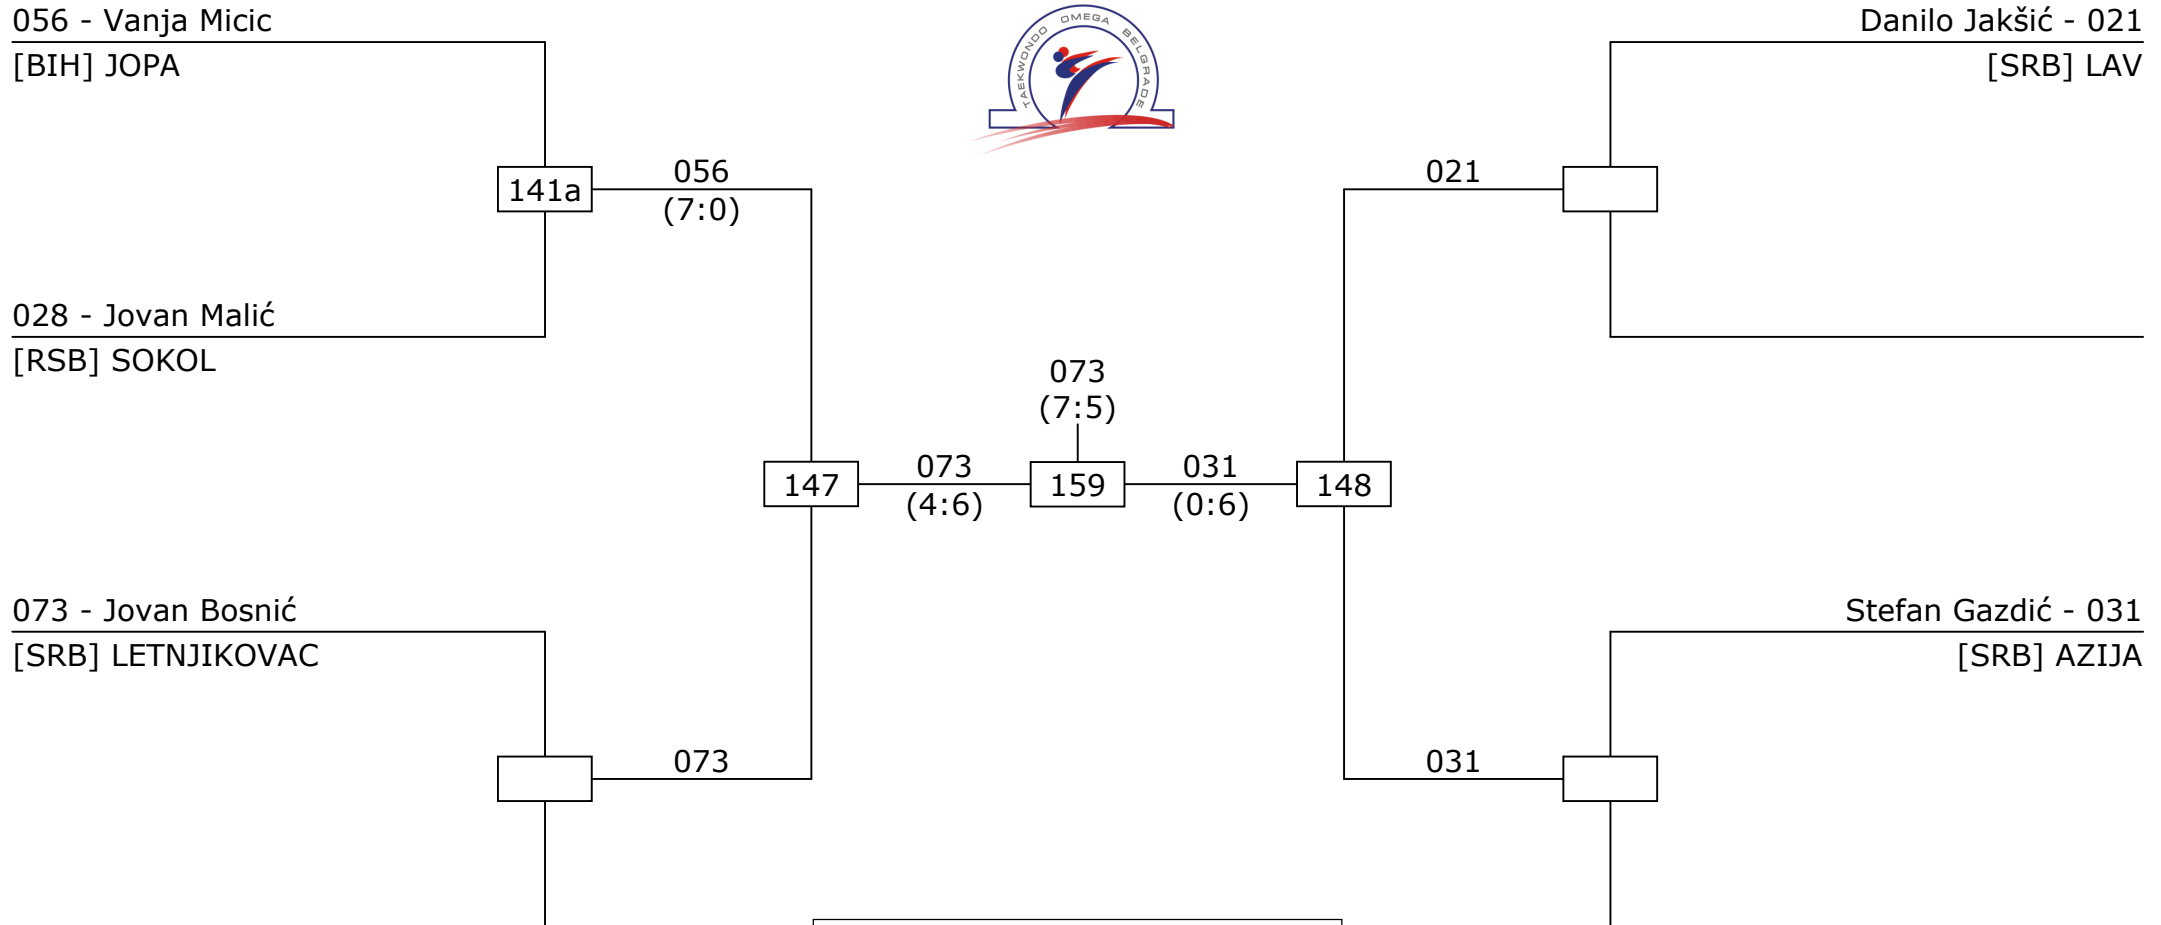 056 - Vanja Micic
[BIH] JOPA
TAEKWONDO OMEGA BELGRADE
Danilo Jakšić - 021
[SRB] LAV
141a
056
(7:0)
021
028 - Jovan Malić
[RSB] SOKOL
073
(7:5)
147
073
(4:6)
159
031
(0:6)
148
073 - Jovan Bosnić
[SRB] LETNJIKOVAC
Stefan Gazdić - 031
[SRB] AZIJA
073
031